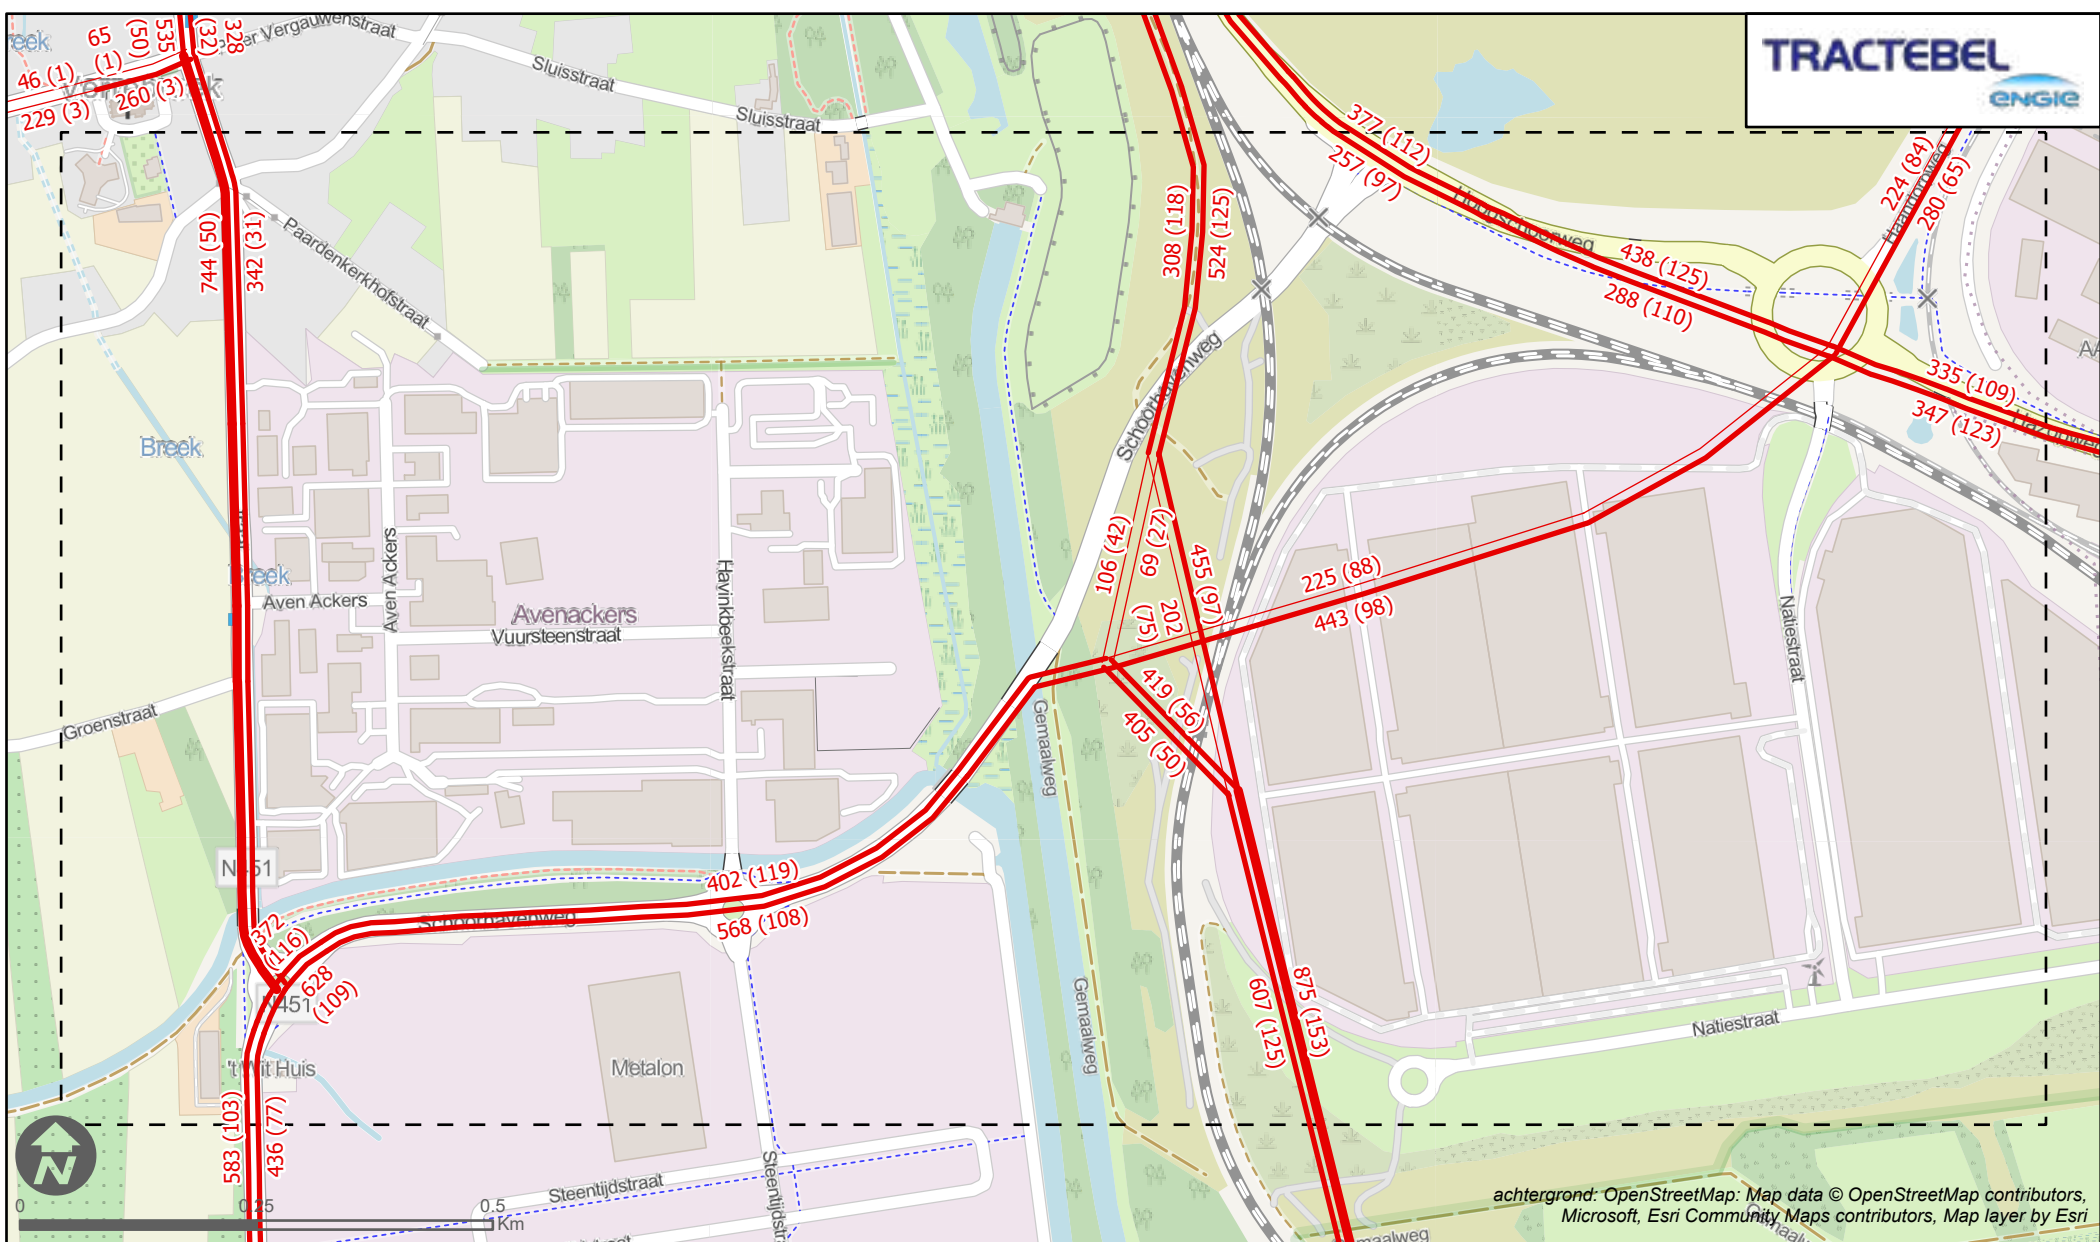 TRACTEBEL
ENGIE
46 (1)
65
(1)
229 (3)
260 (3)
(50)
535
(32)
328
Sluisstraat
Sluisstraat
377 (112)
257 (97)
Hoogschoorweg
438 (125)
288 (110)
224 (84)
280 (65)
335 (109)
347 (123)
744 (50)
342 (31)
Paardenkerkhofstraat
308 (118)
524 (125)
Schoorhavenweg
Breek
Breek
106 (42)
69 (27)
455 (97)
202
(75)
225 (88)
443 (98)
Aven Ackers
Aven Ackers
Avenackers
Vuursteenstraat
Havinkbeekstraat
Groenstraat
419 (56)
405 (50)
Gemaalweg
Natiestraat
N451
402 (119)
568 (108)
Schoorhavenweg
372
(116)
628
(109)
N451
't Wit Huis
Metalon
Gemaalweg
607 (125)
875 (153)
Natiestraat
583 (103)
436 (77)
Steentijdstraat
N
0
0.25
0.5
Km
achtergrond: OpenStreetMap: Map data © OpenStreetMap contributors,
Microsoft, Esri Community Maps contributors, Map layer by Esri